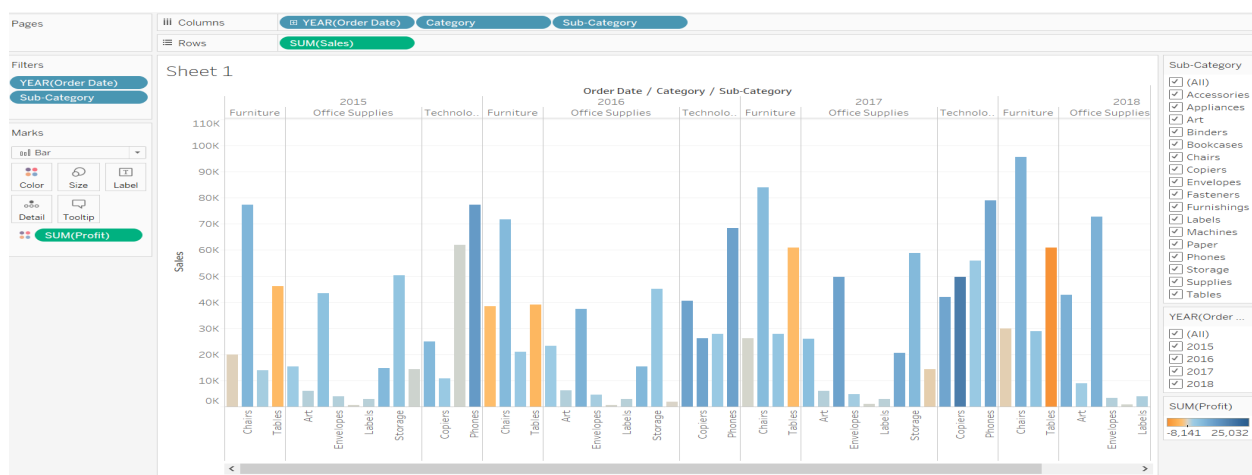 Pages
Columns YEAR(Order Date) Category Sub-Category
Rows SUM(Sales)
Filters
YEAR(Order Date)
Sub-Category
Marks
Bar
Color Size Label
Detail Tooltip
SUM(Profit)
Sheet 1
Order Date / Category / Sub-Category
2015 2016 2017 2018
Furniture Office Supplies Technolo.. Furniture Office Supplies Technolo.. Furniture Office Supplies Technolo.. Furniture Office Supplies
110K
100K
90K
80K
70K
60K
50K
40K
30K
20K
10K
0K
Sales
Chairs Tables Art Envelopes Labels Storage Copiers Phones Chairs Tables Art Envelopes Labels Storage Copiers Phones Chairs Tables Art Envelopes Labels Storage Copiers Phones Chairs Tables Art Envelopes Labels
Sub-Category
(All)
Accessories
Appliances
Art
Binders
Bookcases
Chairs
Copiers
Envelopes
Fasteners
Furnishings
Labels
Machines
Paper
Phones
Storage
Supplies
Tables
YEAR(Order ...
(All)
2015
2016
2017
2018
SUM(Profit)
-8,141 25,032